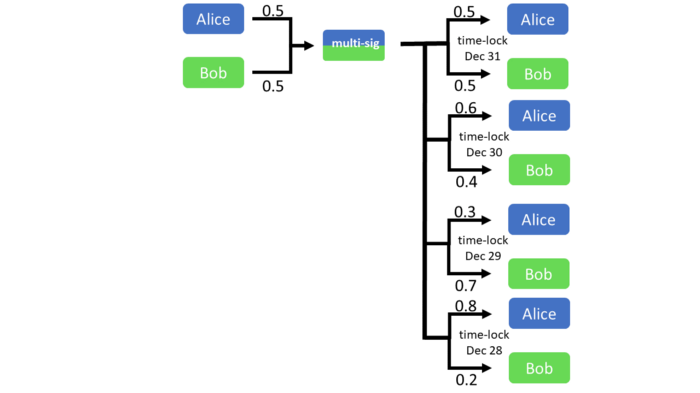 Alice
0.5
Bob
0.5
multi-sig
0.5
Alice
time-lock
Dec 31
0.5
Bob
0.6
Alice
time-lock
Dec 30
0.4
Bob
0.3
Alice
time-lock
Dec 29
0.7
Bob
0.8
Alice
time-lock
Dec 28
0.2
Bob